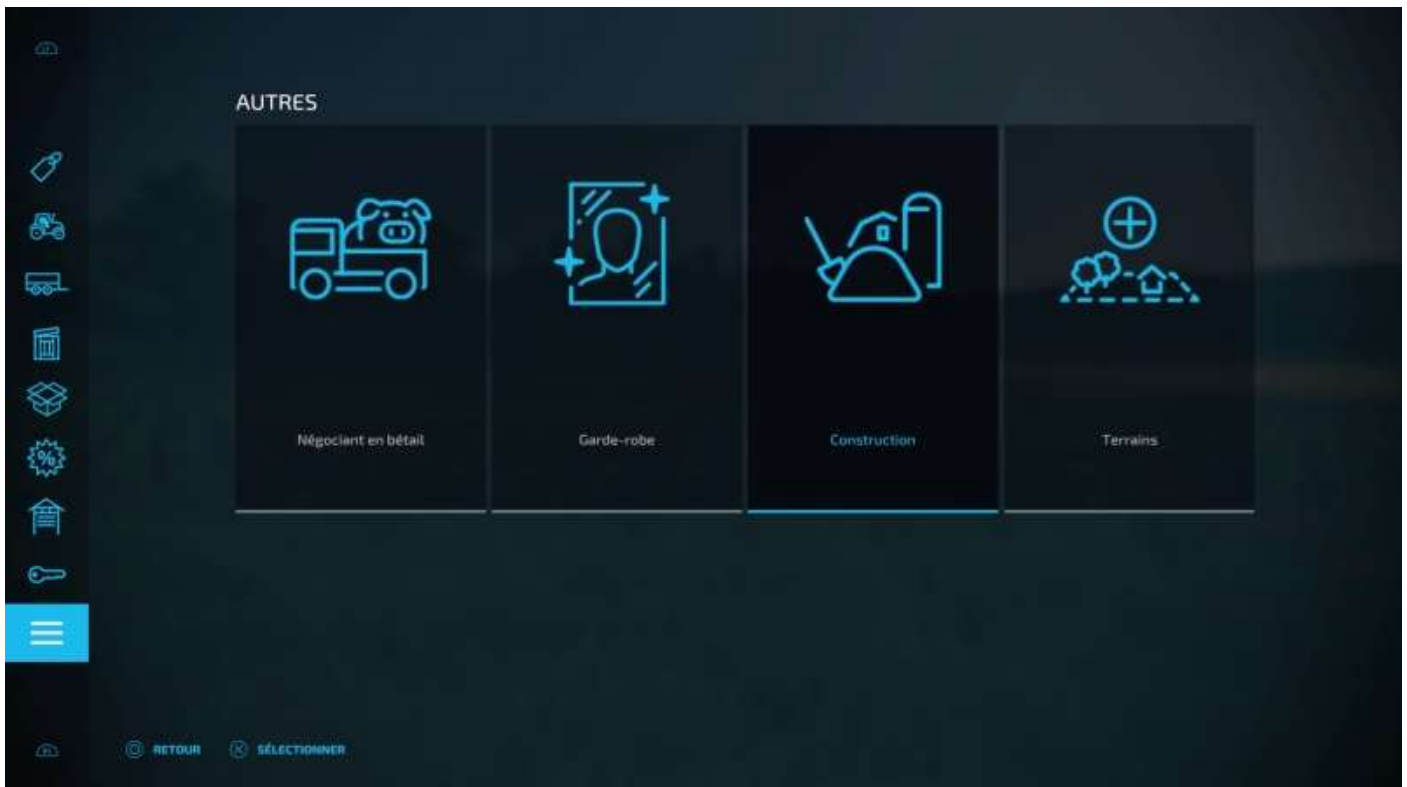 AUTRES
Négociant en bétail
Garde-robe
Construction
Terrains
RETOUR
SÉLECTIONNER